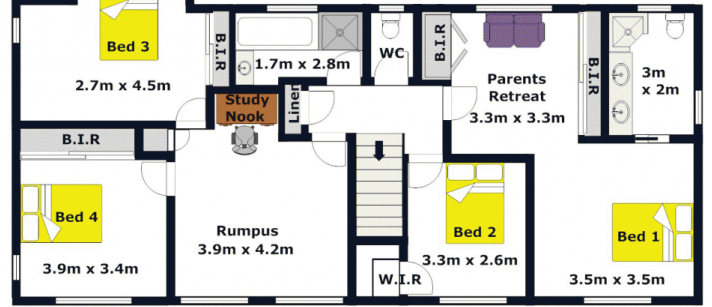 Bed 3
2.7m x 4.5m
B.I.R
1.7m x 2.8m
WC
B.I.R
Parents
Retreat
3.3m x 3.3m
B.I.R
3m
x 2m
Study
Nook
Linen
B.I.R
Bed 4
3.9m x 3.4m
Rumpus
3.9m x 4.2m
W.I.R
Bed 2
3.3m x 2.6m
Bed 1
3.5m x 3.5m